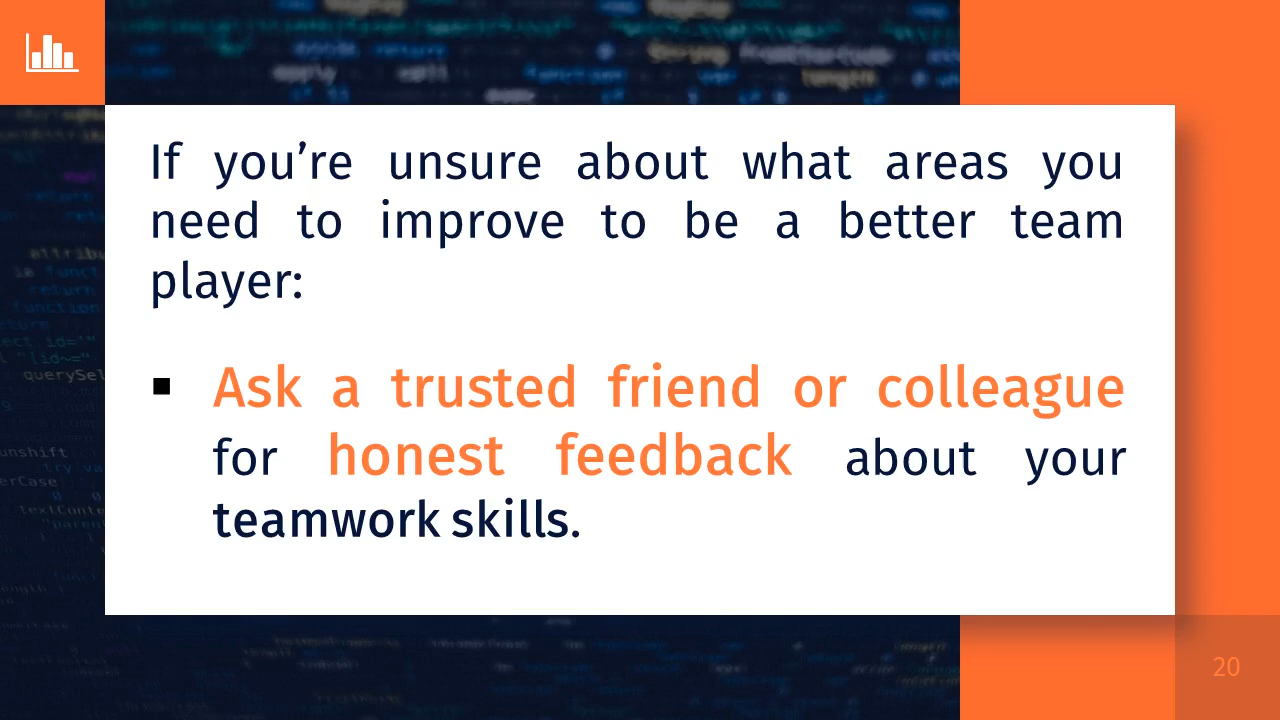 If you’re unsure about what areas you
need to improve to be a better team
player:
▪ Ask a trusted friend or colleague
for honest feedback about your
teamwork skills.
20